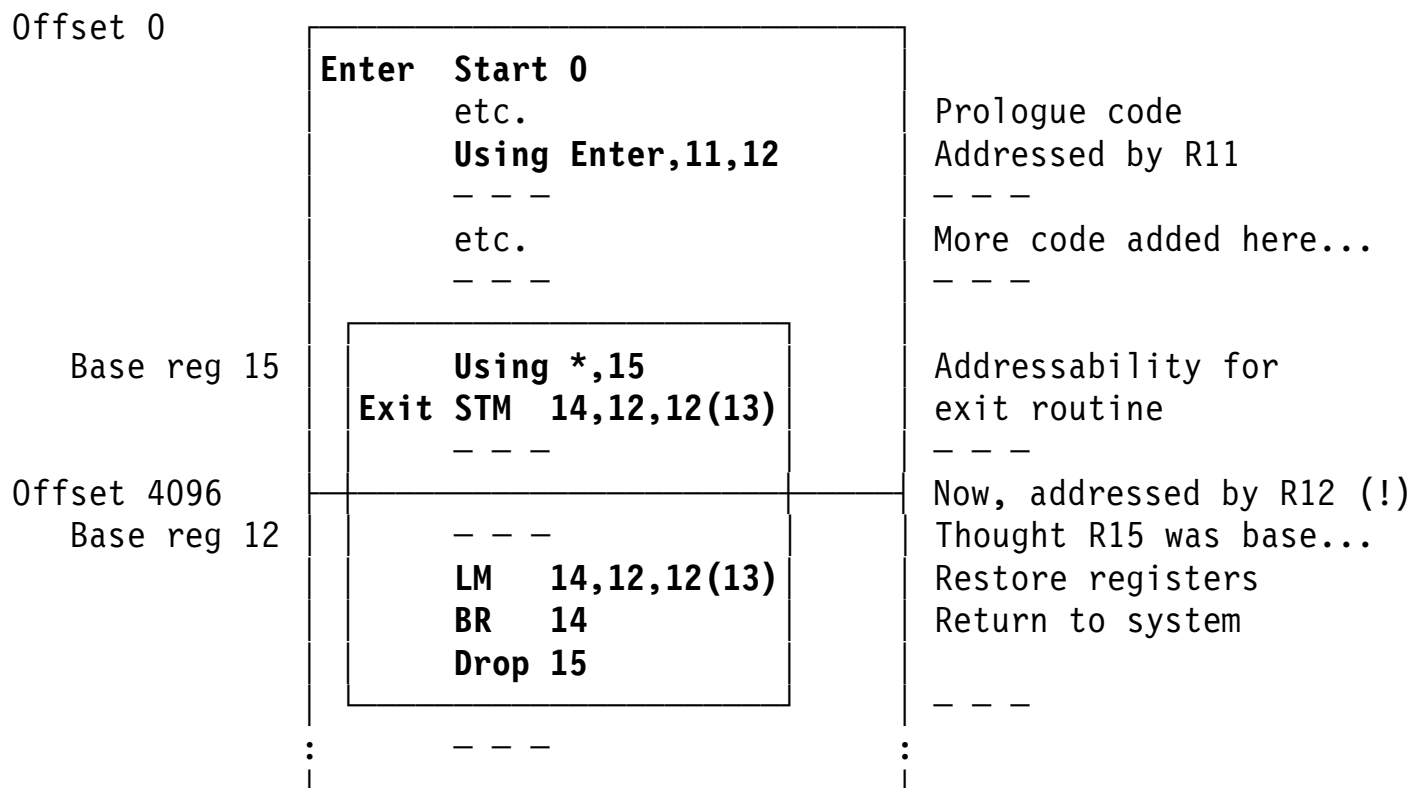 Offset 0
Enter Start 0
etc. Prologue code
Using Enter,11,12 Addressed by R11
– – – – – –
etc. More code added here...
– – – – – –
Base reg 15 Using *,15 Addressability for
Exit STM 14,12,12(13) exit routine
– – – – – –
Offset 4096 Now, addressed by R12 (!)
Base reg 12 – – – Thought R15 was base...
LM 14,12,12(13) Restore registers
BR 14 Return to system
Drop 15
– – –
: – – – :